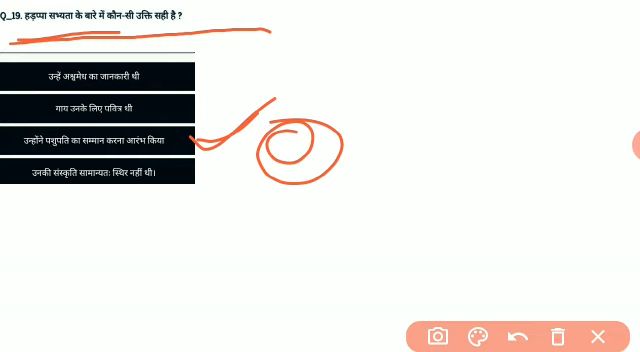 Q_19. हड़प्पा सभ्यता के बारे में कौन-सी उक्ति सही है ?
उन्हें अश्वमेध का जानकारी थी
गाय उनके लिए पवित्र थी
उन्होंने पशुपति का सम्मान करना आरंभ किया
उनकी संस्कृति सामान्यतः स्थिर नहीं थी।